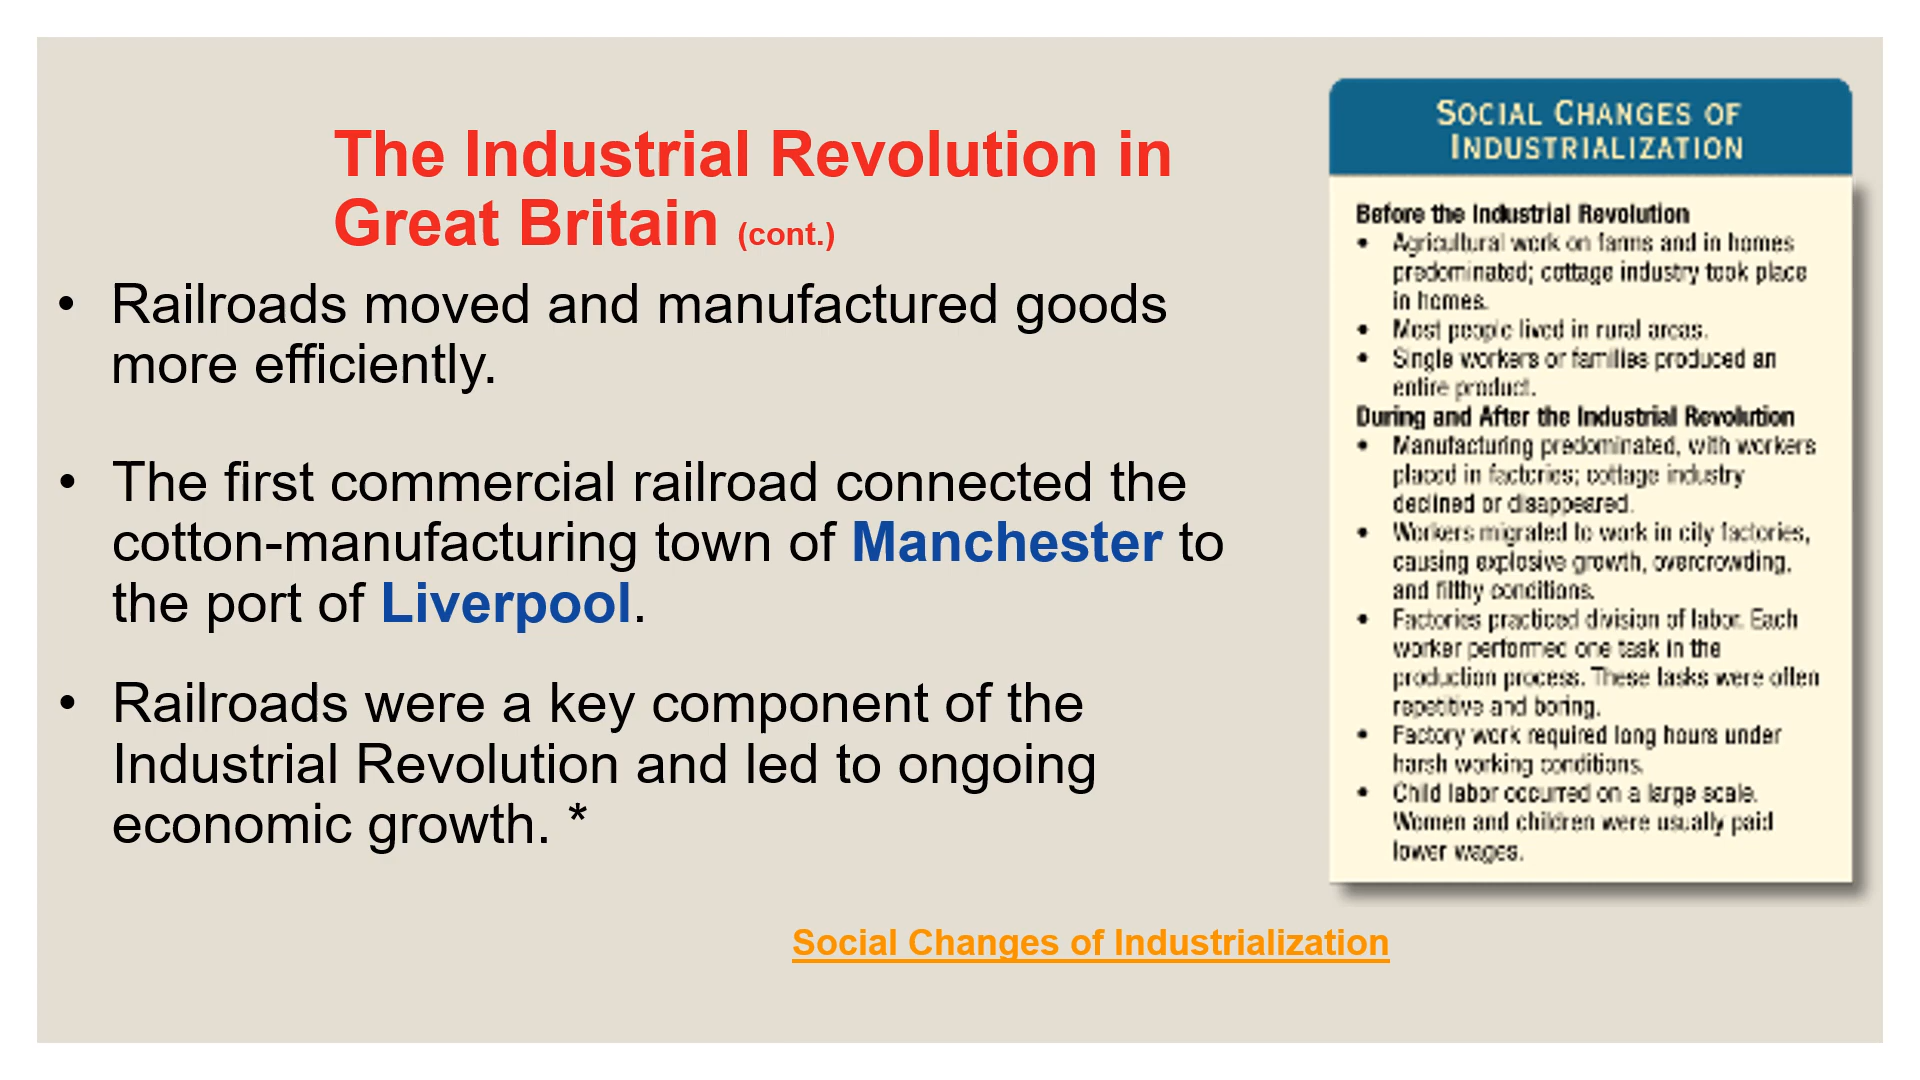 The Industrial Revolution in
Great Britain (cont.)
• Railroads moved and manufactured goods
more efficiently.
• The first commercial railroad connected the
cotton-manufacturing town of Manchester to
the port of Liverpool.
• Railroads were a key component of the
Industrial Revolution and led to ongoing
economic growth. *
SOCIAL CHANGES OF
INDUSTRIALIZATION
Before the Industrial Revolution
• Agricultural work on farms and in homes
predominated; cottage industry took place
in homes.
• Most people lived in rural areas.
• Single workers or families produced an
entire product.
During and After the Industrial Revolution
• Manufacturing predominated, with workers
placed in factories; cottage industry
declined or disappeared.
• Workers migrated to work in city factories,
causing explosive growth, overcrowding,
and filthy conditions.
• Factories practiced division of labor. Each
worker performed one task in the
production process. These tasks were often
repetitive and boring.
• Factory work required long hours under
harsh working conditions.
• Child labor occurred on a large scale.
Women and children were usually paid
lower wages.
Social Changes of Industrialization